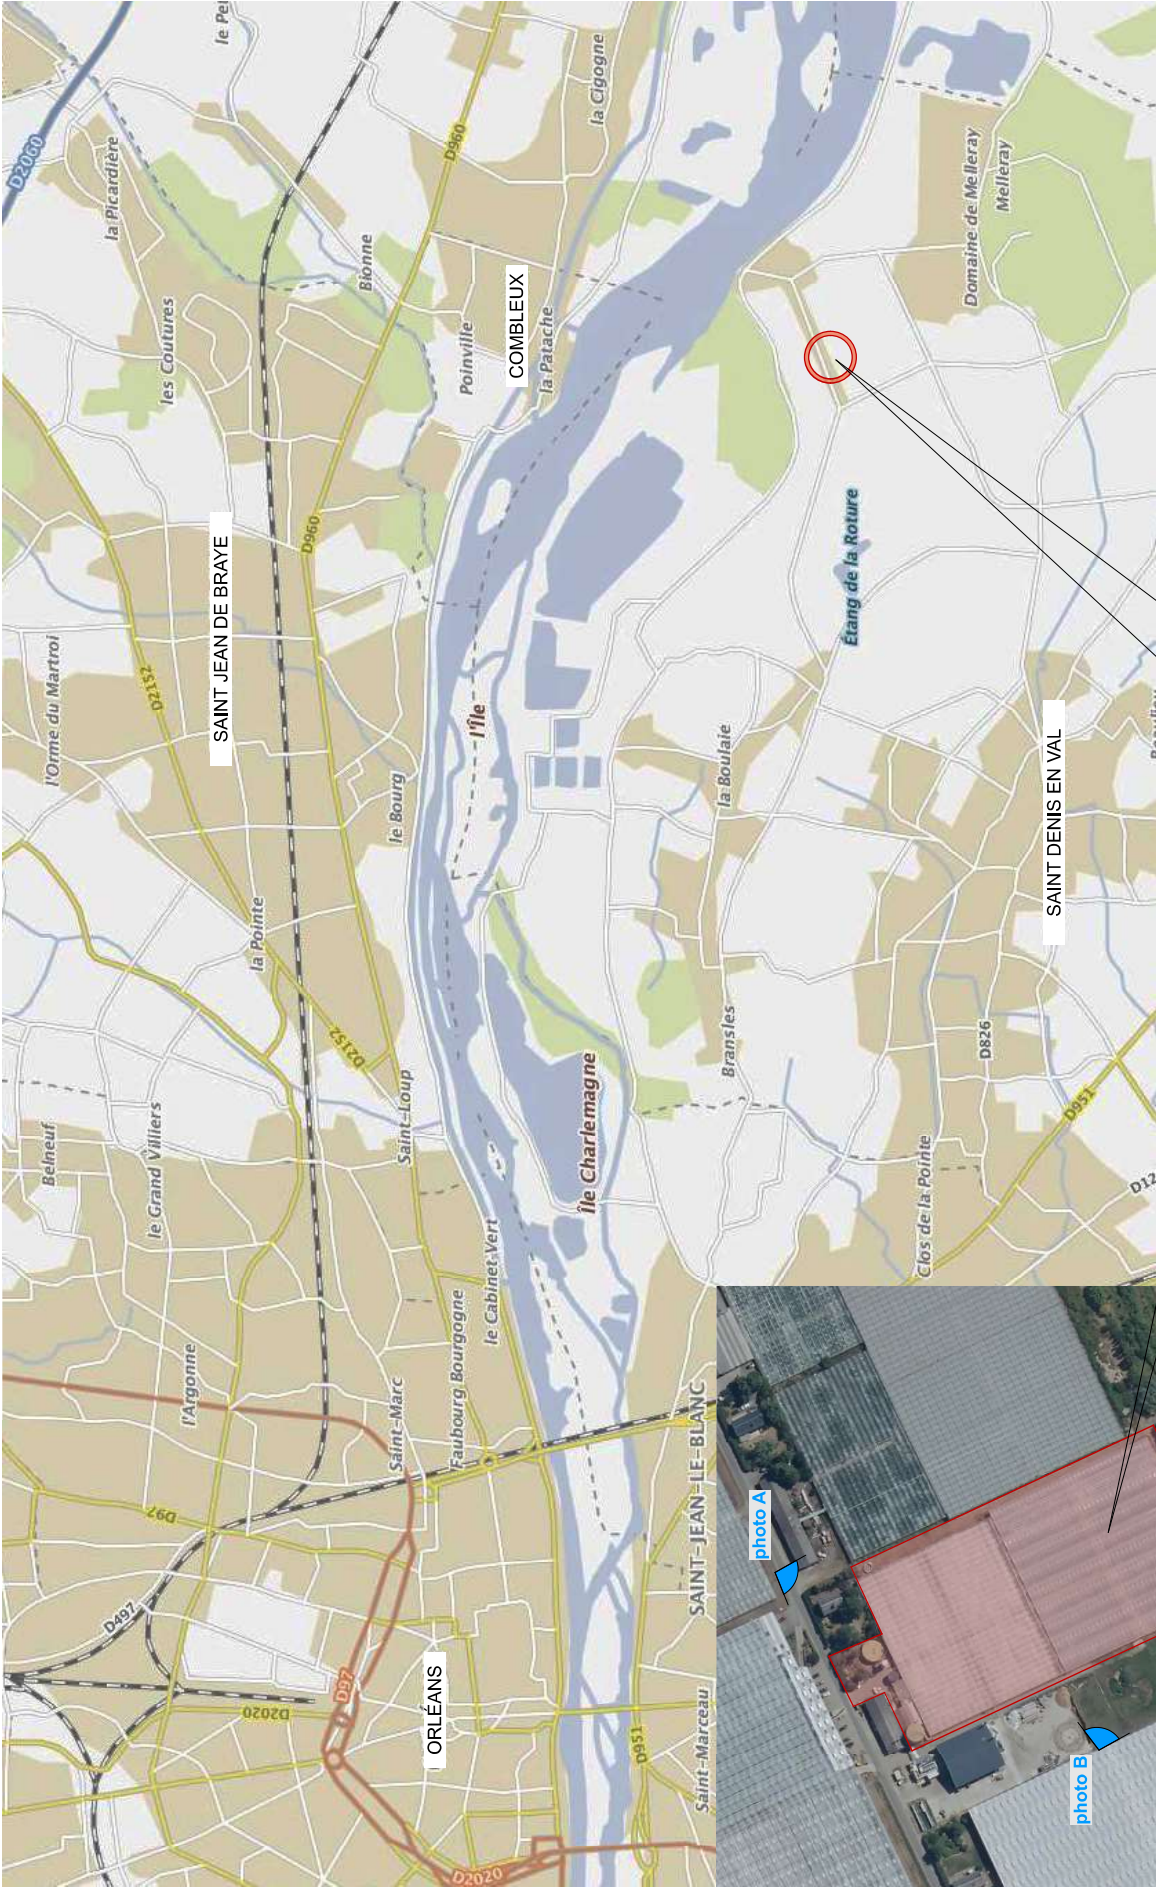 D2060
la Picardière
les Coutures
l'Orme du Martroi
D2152
SAINT JEAN DE BRAYE
D960
D960
Bionne
Poinville
COMBLEUX
la Patache
la Cigogne
Domaine de Melleray
Melleray
Étang de la Roture
l'Île
le Bourg
la Pointe
D2152
Saint-Loup
Belneuf
le Grand Villiers
l'Argonne
le Cabinet Vert
Île Charlemagne
Bransles
la Boulaie
SAINT DENIS EN VAL
D826
D951
Clos de la Pointe
Faubourg Bourgogne
Saint-Marc
D97
D497
D2020
D97
ORLÉANS
D2020
D951
Saint-Marceau
SAINT-JEAN-LE-BLANC
photo A
photo B